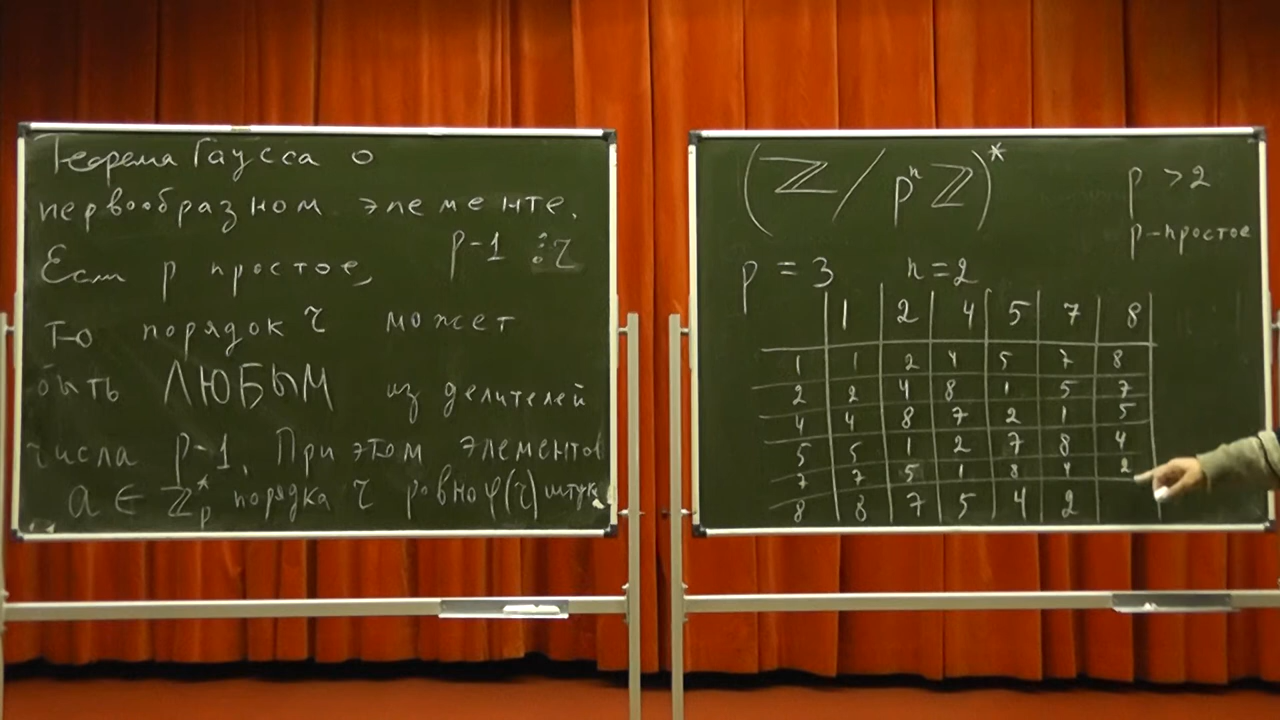 Теорема Гаусса о
первообразном элементе.
Если p простое, p-1 ⋮ τ
то порядок τ может
быть ЛЮБЫМ из делителей
числа p-1. При этом элементов
a ∈ ℤ*ₚ порядка τ равно φ(τ) штук
(ℤ/pⁿℤ)* p > 2
p-простое
p = 3 n = 2
1 2 4 5 7 8
1 1 2 4 5 7 8
2 2 4 8 1 5 7
4 4 8 7 2 1 5
5 5 1 2 7 8 4
7 7 5 1 8 4 2
8 8 7 5 4 2